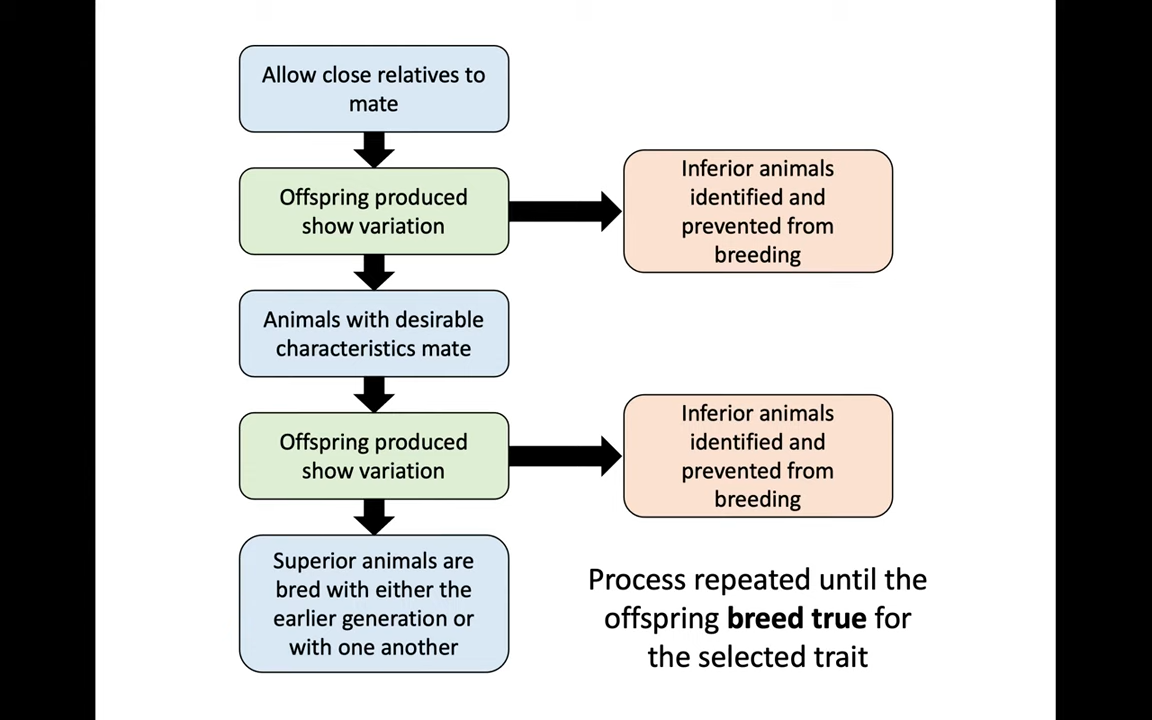 Allow close relatives to
mate
Offspring produced
show variation
Inferior animals
identified and
prevented from
breeding
Animals with desirable
characteristics mate
Offspring produced
show variation
Inferior animals
identified and
prevented from
breeding
Superior animals are
bred with either the
earlier generation or
with one another
Process repeated until the
offspring breed true for
the selected trait